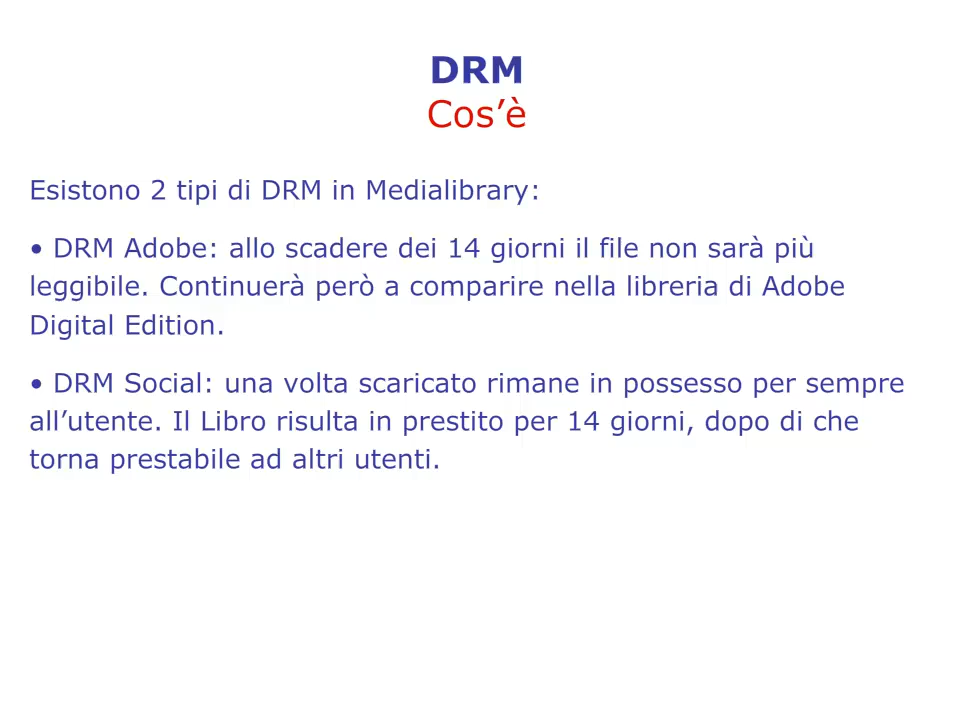 DRM
Cos’è
Esistono 2 tipi di DRM in Medialibrary:
• DRM Adobe: allo scadere dei 14 giorni il file non sarà più
leggibile. Continuerà però a comparire nella libreria di Adobe
Digital Edition.
• DRM Social: una volta scaricato rimane in possesso per sempre
all’utente. Il Libro risulta in prestito per 14 giorni, dopo di che
torna prestabile ad altri utenti.